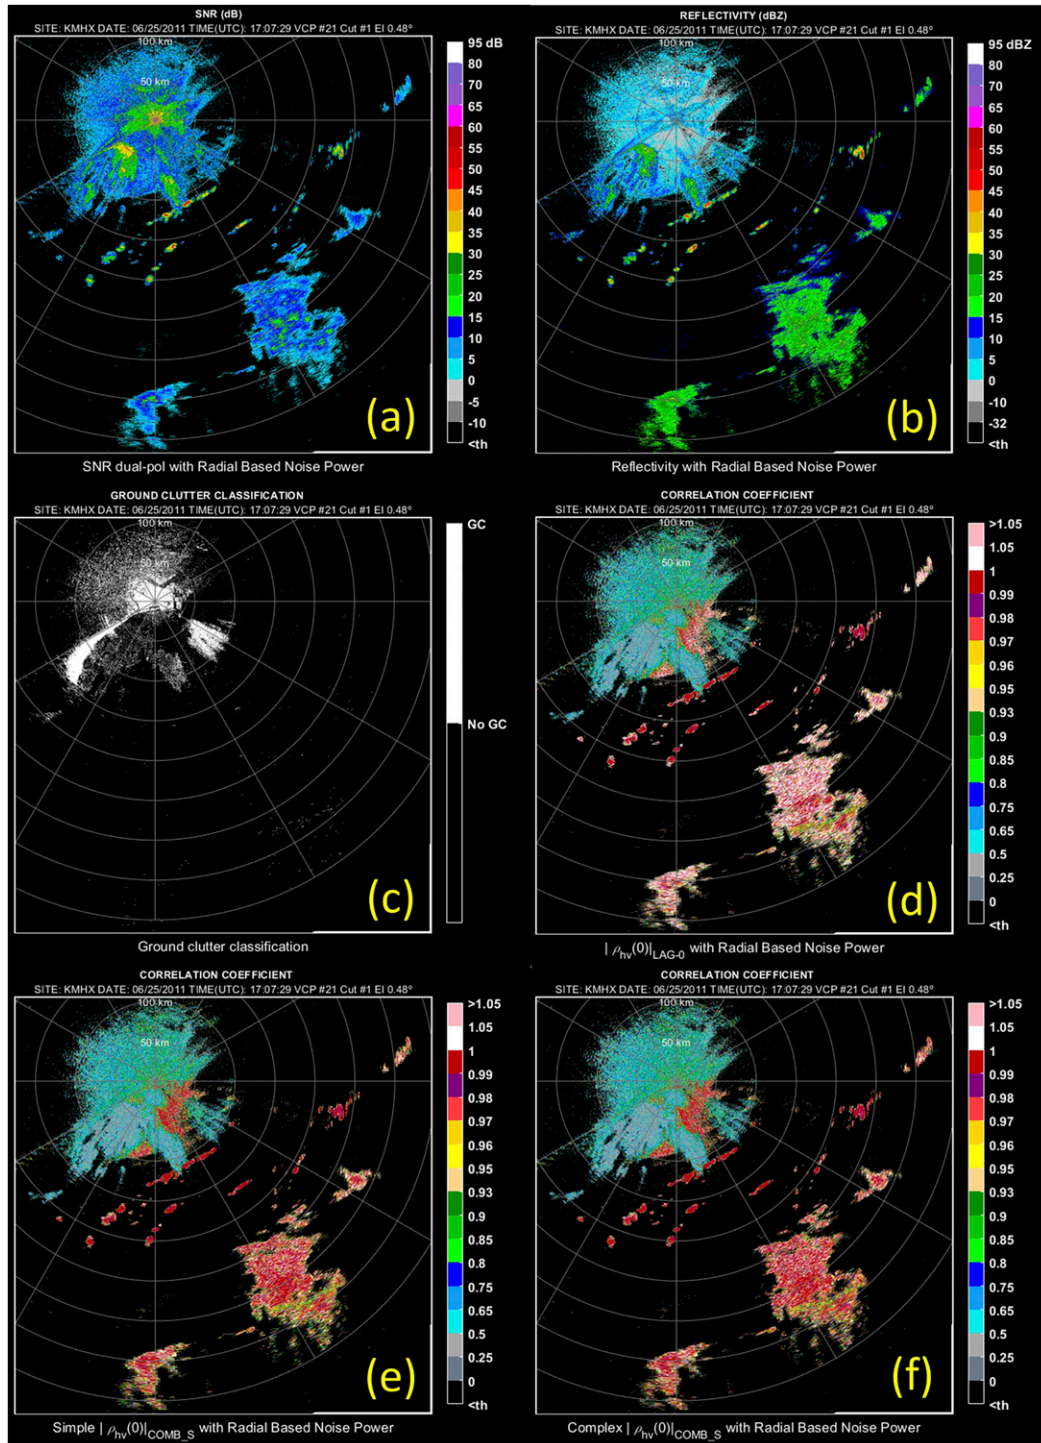 SNR (dB)
SITE: KMHX DATE: 06/25/2011 TIME(UTC): 17:07:29 VCP #21 Cut #1 El 0.48°
100 km
50 km
95 dB
80
70
65
60
55
50
45
40
35
30
25
20
15
10
5
0
-5
-10
<th
(a)
SNR dual-pol with Radial Based Noise Power
REFLECTIVITY (dBZ)
SITE: KMHX DATE: 06/25/2011 TIME(UTC): 17:07:29 VCP #21 Cut #1 El 0.48°
100 km
50 km
95 dBZ
80
70
65
60
55
50
45
40
35
30
25
20
15
10
5
0
-10
-32
<th
(b)
Reflectivity with Radial Based Noise Power
GROUND CLUTTER CLASSIFICATION
SITE: KMHX DATE: 06/25/2011 TIME(UTC): 17:07:29 VCP #21 Cut #1 El 0.48°
100 km
50 km
GC
No GC
(c)
Ground clutter classification
CORRELATION COEFFICIENT
SITE: KMHX DATE: 06/25/2011 TIME(UTC): 17:07:29 VCP #21 Cut #1 El 0.48°
100 km
50 km
>1.05
1.05
1
0.99
0.98
0.97
0.96
0.95
0.93
0.9
0.85
0.8
0.75
0.65
0.5
0.25
0
<th
(d)
| ρhv(0)|LAG-0 with Radial Based Noise Power
CORRELATION COEFFICIENT
SITE: KMHX DATE: 06/25/2011 TIME(UTC): 17:07:29 VCP #21 Cut #1 El 0.48°
100 km
50 km
>1.05
1.05
1
0.99
0.98
0.97
0.96
0.95
0.93
0.9
0.85
0.8
0.75
0.65
0.5
0.25
0
<th
(e)
Simple | ρhv(0)|COMB_S with Radial Based Noise Power
CORRELATION COEFFICIENT
SITE: KMHX DATE: 06/25/2011 TIME(UTC): 17:07:29 VCP #21 Cut #1 El 0.48°
100 km
50 km
>1.05
1.05
1
0.99
0.98
0.97
0.96
0.95
0.93
0.9
0.85
0.8
0.75
0.65
0.5
0.25
0
<th
(f)
Complex | ρhv(0)|COMB_S with Radial Based Noise Power